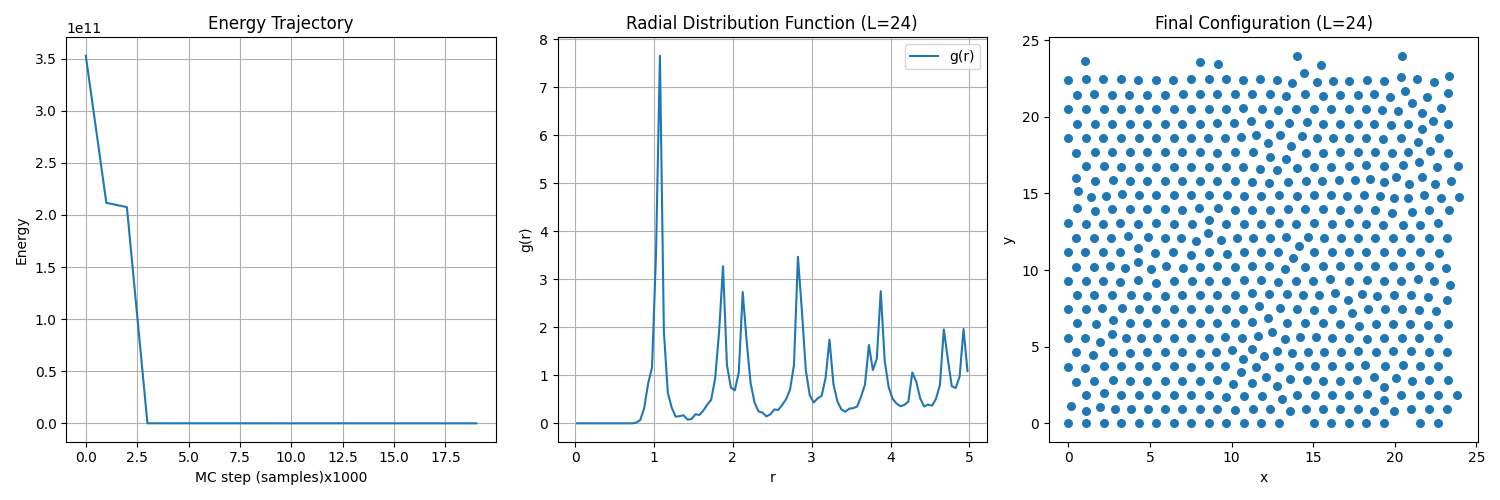 Energy Trajectory
1e11
3.5
3.0
2.5
2.0
1.5
1.0
0.5
0.0
Energy
0.0 2.5 5.0 7.5 10.0 12.5 15.0 17.5
MC step (samples)x1000
Radial Distribution Function (L=24)
g(r)
8
7
6
5
4
3
2
1
0
g(r)
0 1 2 3 4 5
r
Final Configuration (L=24)
25
20
15
10
5
0
y
0 5 10 15 20 25
x